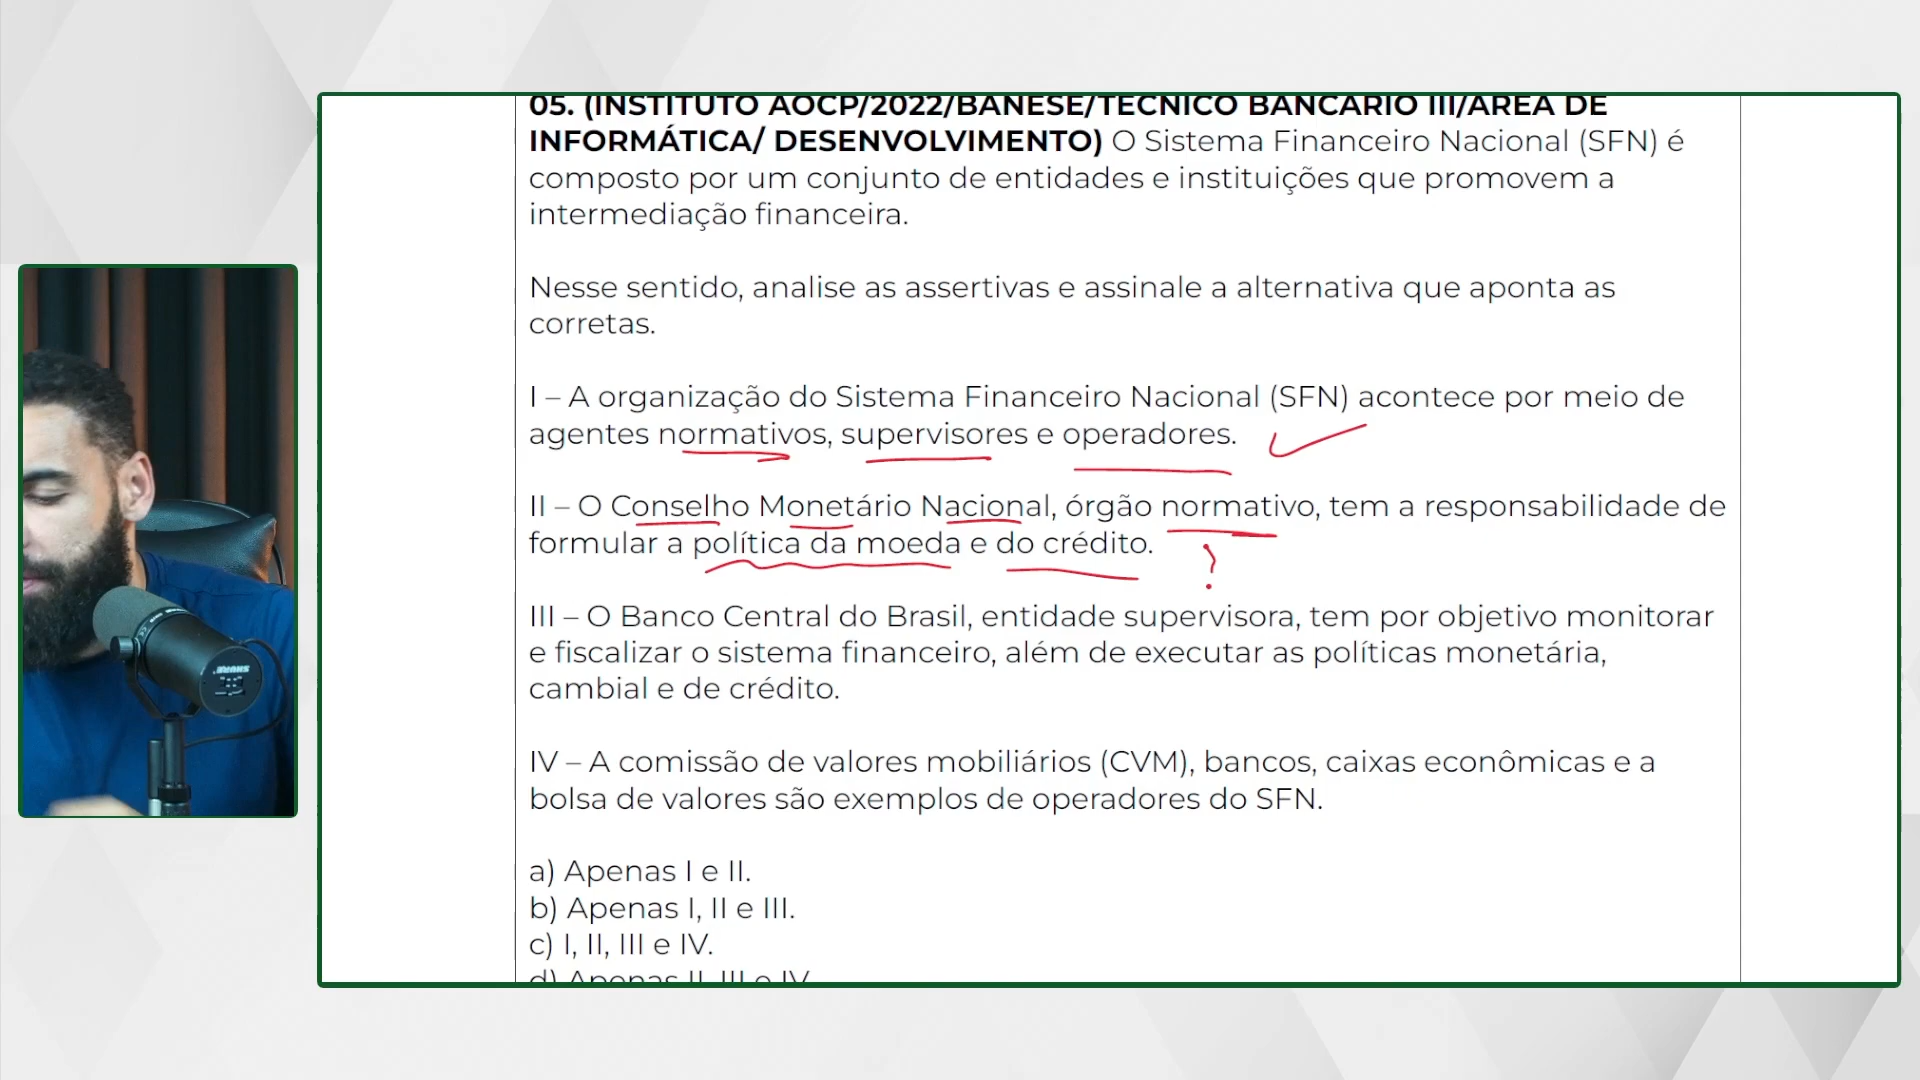 05. (INSTITUTO AOCP/2022/BANESE/TÉCNICO BANCÁRIO III/ÁREA DE
INFORMÁTICA/ DESENVOLVIMENTO) O Sistema Financeiro Nacional (SFN) é
composto por um conjunto de entidades e instituições que promovem a
intermediação financeira.
Nesse sentido, analise as assertivas e assinale a alternativa que aponta as
corretas.
I – A organização do Sistema Financeiro Nacional (SFN) acontece por meio de
agentes normativos, supervisores e operadores.
II – O Conselho Monetário Nacional, órgão normativo, tem a responsabilidade de
formular a política da moeda e do crédito.
?
III – O Banco Central do Brasil, entidade supervisora, tem por objetivo monitorar
e fiscalizar o sistema financeiro, além de executar as políticas monetária,
cambial e de crédito.
IV – A comissão de valores mobiliários (CVM), bancos, caixas econômicas e a
bolsa de valores são exemplos de operadores do SFN.
a) Apenas I e II.
b) Apenas I, II e III.
c) I, II, III e IV.
d) Apenas II, III e IV